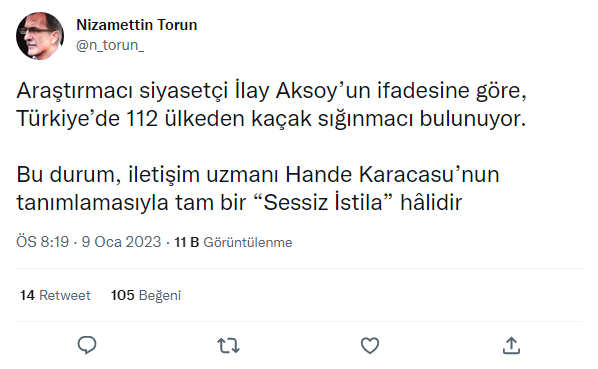 Nizamettin Torun
@n_torun_
Araştırmacı siyasetçi İlay Aksoy’un ifadesine göre,
Türkiye’de 112 ülkeden kaçak sığınmacı bulunuyor.
Bu durum, iletişim uzmanı Hande Karacasu’nun
tanımlamasıyla tam bir “Sessiz İstila” hâlidir
ÖS 8:19 · 9 Oca 2023 · 11 B Görüntülenme
14 Retweet 105 Beğeni